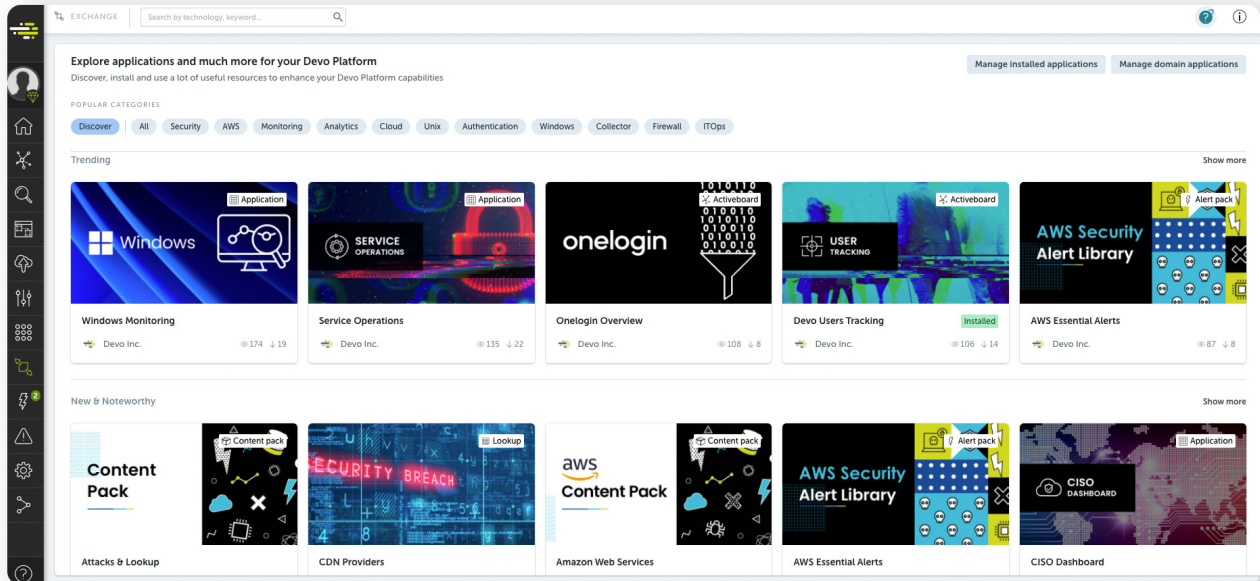 EXCHANGE
Search by technology, keyword...
?
i
Explore applications and much more for your Devo Platform
Discover, install and use a lot of useful resources to enhance your Devo Platform capabilities
Manage installed applications
Manage domain applications
POPULAR CATEGORIES
Discover
All
Security
AWS
Monitoring
Analytics
Cloud
Unix
Authentication
Windows
Collector
Firewall
ITOps
Trending
Show more
Application
Windows
Windows Monitoring
Devo Inc.
174
19
Application
SERVICE
OPERATIONS
Service Operations
Devo Inc.
135
22
Activeboard
onelogin
Onelogin Overview
Devo Inc.
108
8
Activeboard
USER
TRACKING
Devo Users Tracking
Installed
Devo Inc.
106
14
Alert pack
AWS Security
Alert Library
AWS Essential Alerts
Devo Inc.
87
8
2
New & Noteworthy
Show more
Content pack
Content
Pack
Attacks & Lookup
Lookup
SECURITY BREACH
CDN Providers
Content pack
aws
Content Pack
Amazon Web Services
Alert pack
AWS Security
Alert Library
AWS Essential Alerts
Application
CISO
DASHBOARD
CISO Dashboard
?